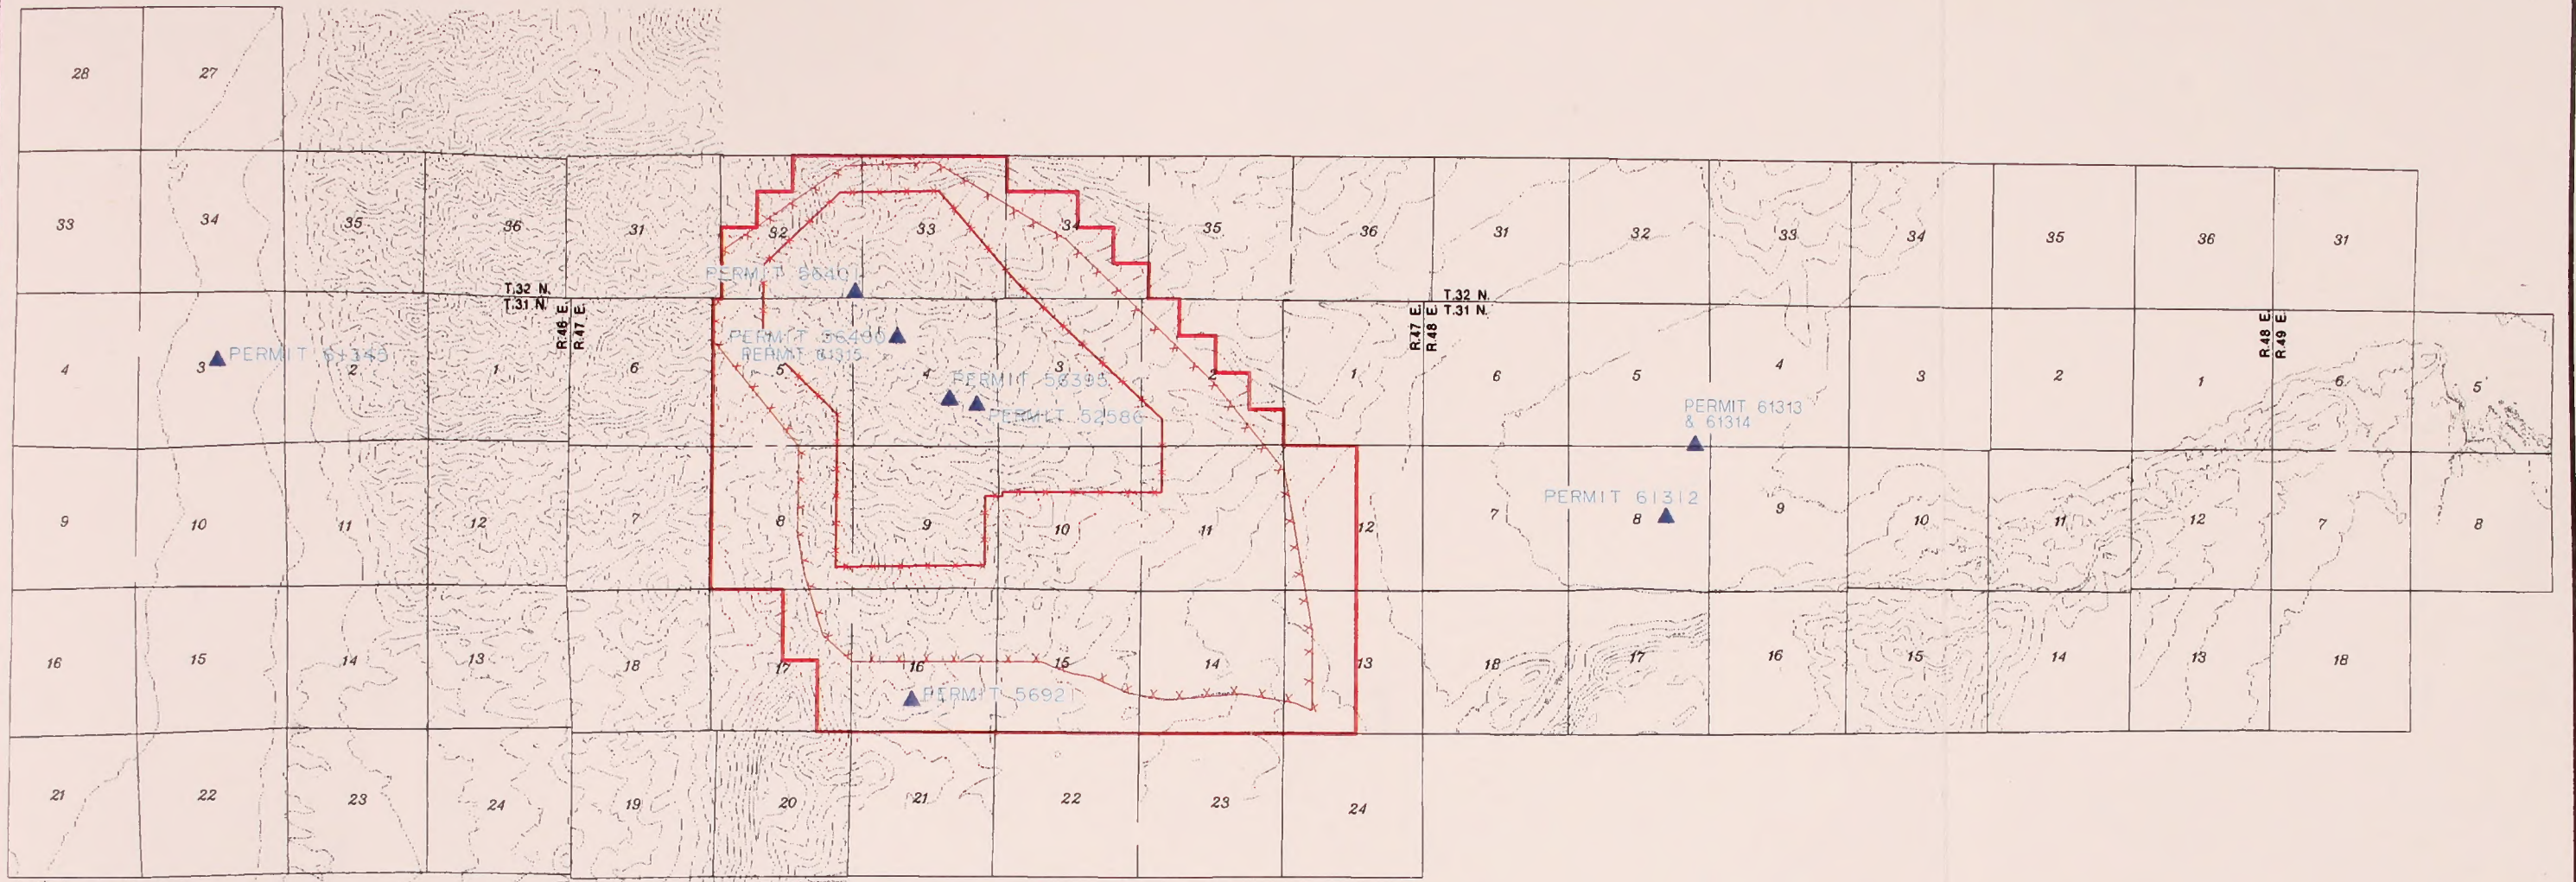 28 27
33 34 35 36 31 32 33 34 35 36 31 32 33 34 35 36 31
PERMIT 56401
T.32 N.
T.31 N.
R.46 E.
R.47 E.
T.32 N.
T.31 N.
R.47 E.
R.48 E.
R.48 E.
R.49 E.
PERMIT 61345
PERMIT 56400
PERMIT 61315
4 3 2 1 6 5 4 3 2 1 6 5 4 3 2 1 6 5
PERMIT 56395
PERMIT 52586
PERMIT 61313
& 61314
PERMIT 61312
9 10 11 12 7 8 9 10 11 12 7 8 9 10 11 12 7 8
16 15 14 13 18 17 16 15 14 13 18 17 16 15 14 13 18
PERMIT 56921
21 22 23 24 19 20 21 22 23 24